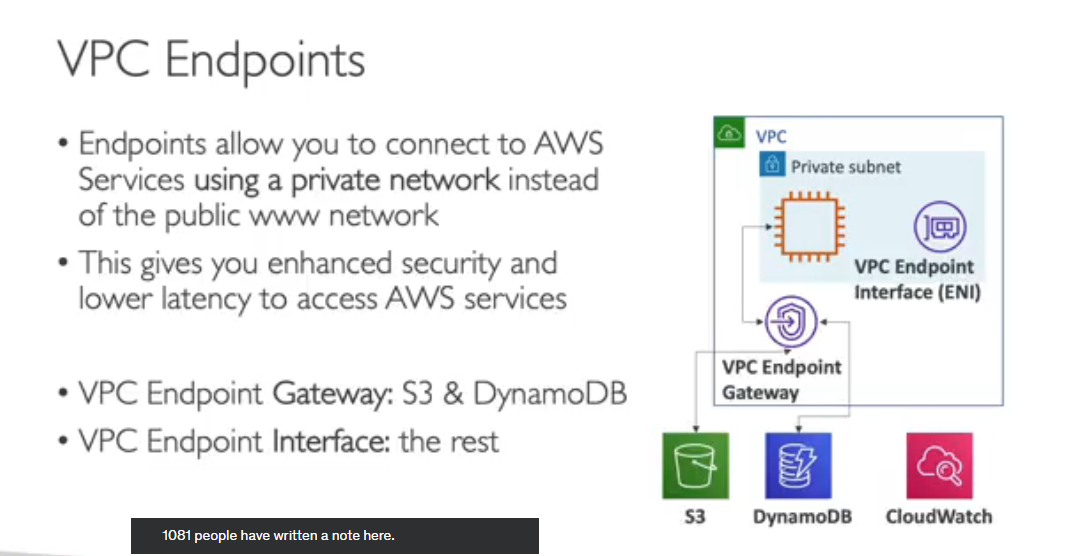 VPC Endpoints
• Endpoints allow you to connect to AWS
Services using a private network instead
of the public www network
• This gives you enhanced security and
lower latency to access AWS services
• VPC Endpoint Gateway: S3 & DynamoDB
• VPC Endpoint Interface: the rest
VPC
Private subnet
VPC Endpoint
Interface (ENI)
VPC Endpoint
Gateway
S3
DynamoDB
CloudWatch
1081 people have written a note here.